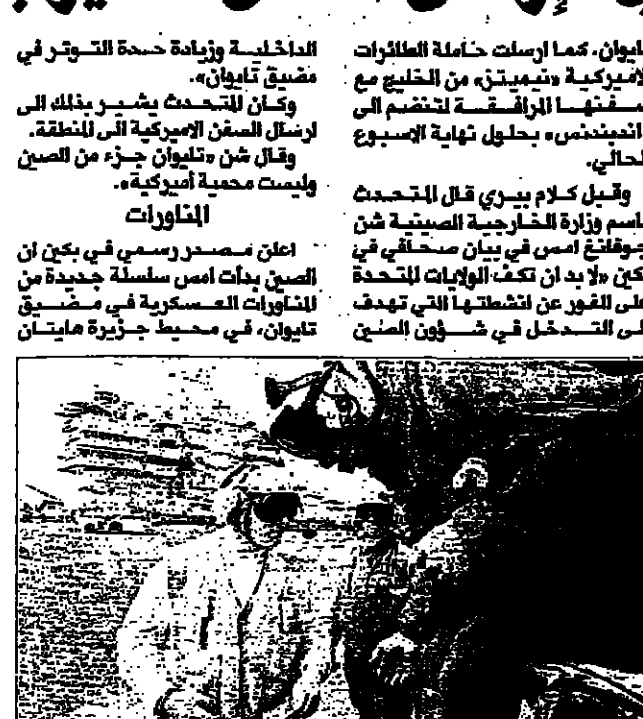 تايوان. كما ارسلت حاملة الطائرات
الاميركية «نيميتز» من الخليج مع
سفنها المرافقة لتنضم الى
«اندبندنس» بحلول نهاية الاسبوع
الحالي.
وقبل كلام بيري قال المتحدث
باسم وزارة الخارجية الصينية شن
جوفانغ امس في بيان صحافي في
بكين «لا بد ان تكف الولايات المتحدة
على الفور عن انشطتها التي تهدف
الى التدخل في شؤون الصين
الداخلية وزيادة حدة التوتر في
مضيق تايوان».
وكان المتحدث يشير بذلك الى
ارسال السفن الاميركية الى المنطقة.
وقال شن «تايوان جزء من الصين
وليست محمية أميركية».
المناورات
اعلن مصدر رسمي في بكين ان
الصين بدأت امس سلسلة جديدة من
المناورات العسكرية في مضيق
تايوان، في محيط جزيرة هايتان